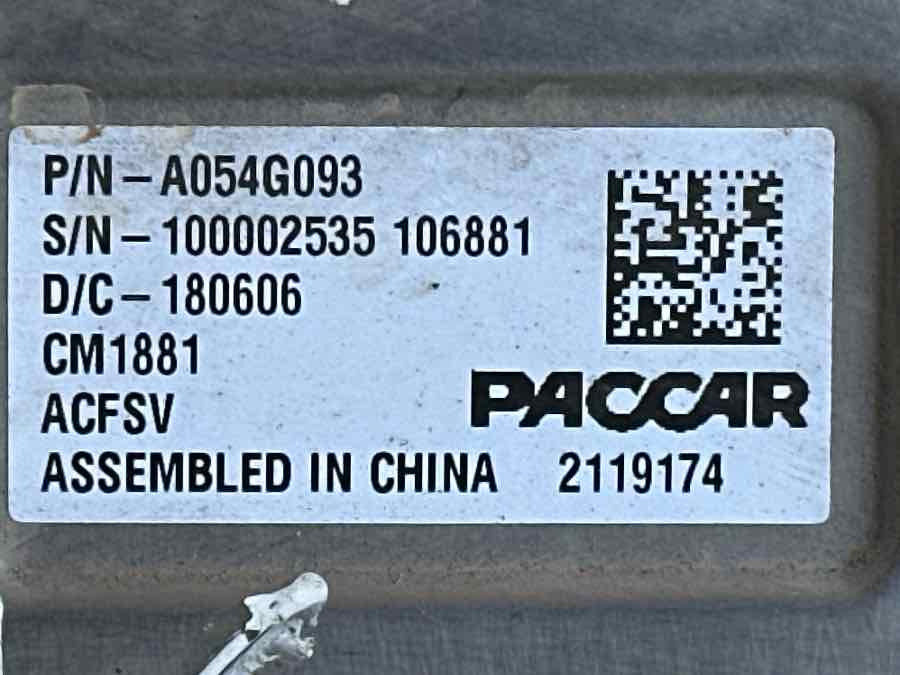 P/N – A054G093
S/N – 100002535 106881
D/C – 180606
CM1881
ACFSV
PACCAR
ASSEMBLED IN CHINA 2119174